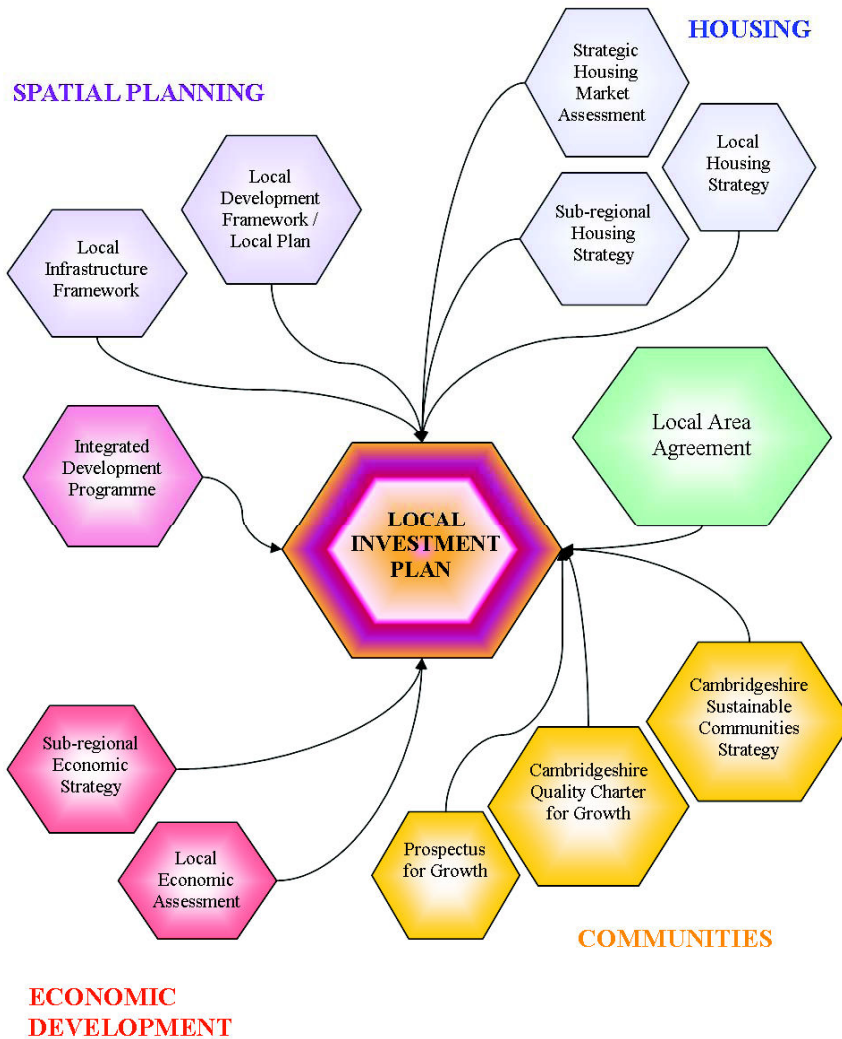 HOUSING
SPATIAL PLANNING
Strategic
Housing
Market
Assessment
Local
Housing
Strategy
Local
Development
Framework /
Local Plan
Sub-regional
Housing
Strategy
Local
Infrastructure
Framework
Local Area
Agreement
Integrated
Development
Programme
LOCAL
INVESTMENT
PLAN
Cambridgeshire
Sustainable
Communities
Strategy
Sub-regional
Economic
Strategy
Cambridgeshire
Quality Charter
for Growth
Local
Economic
Assessment
Prospectus
for Growth
COMMUNITIES
ECONOMIC
DEVELOPMENT